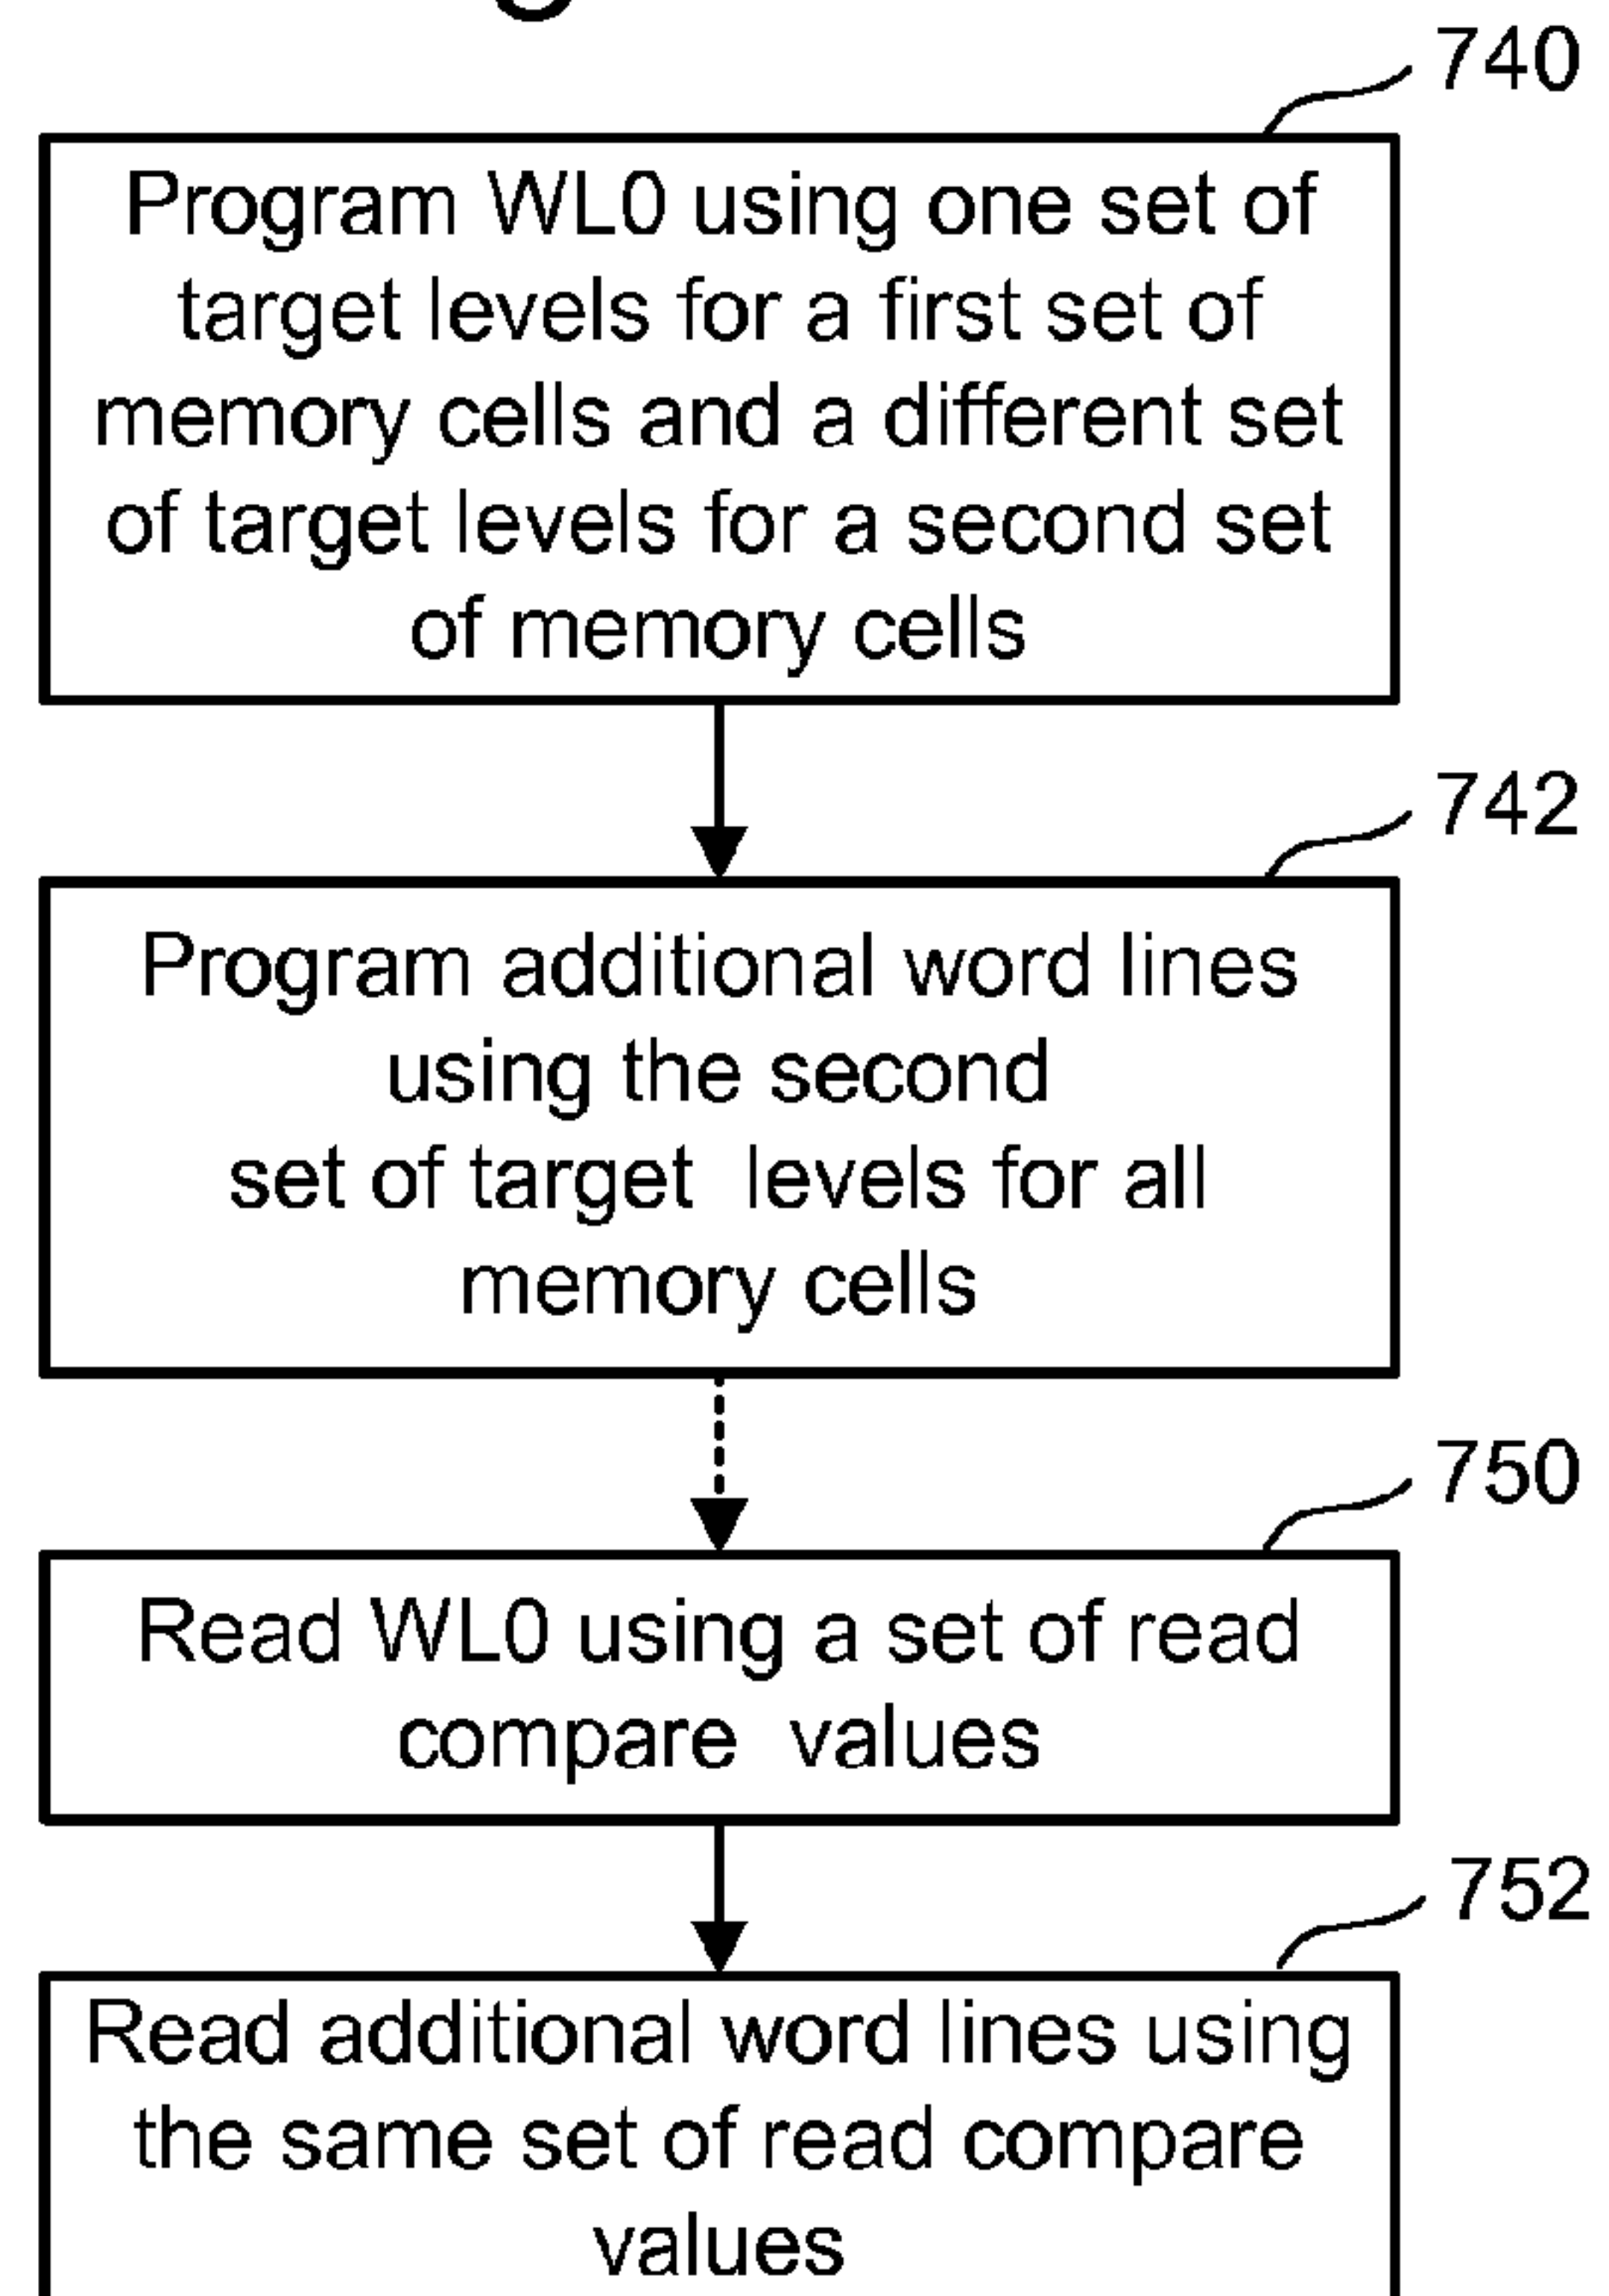 740
Program WL0 using one set of
target levels for a first set of
memory cells and a different set
of target levels for a second set
of memory cells
742
Program additional word lines
using the second
set of target levels for all
memory cells
750
Read WL0 using a set of read
compare values
752
Read additional word lines using
the same set of read compare
values